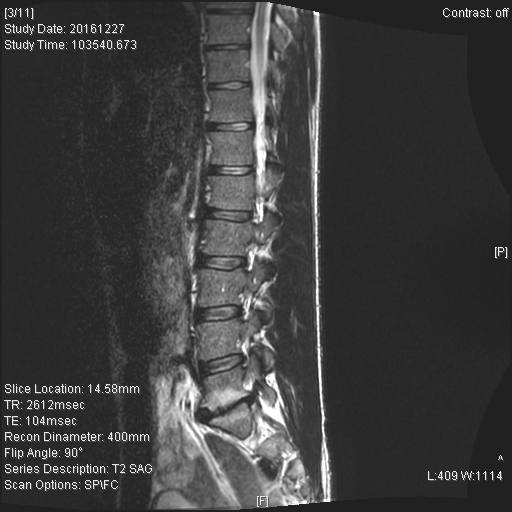 [3/11]
Study Date: 20161227
Study Time: 103540.673
Contrast: off
[P]
Slice Location: 14.58mm
TR: 2612msec
TE: 104msec
Recon Dinameter: 400mm
Flip Angle: 90°
Series Description: T2 SAG
Scan Options: SP\FC
^
L:409 W:1114
[F]